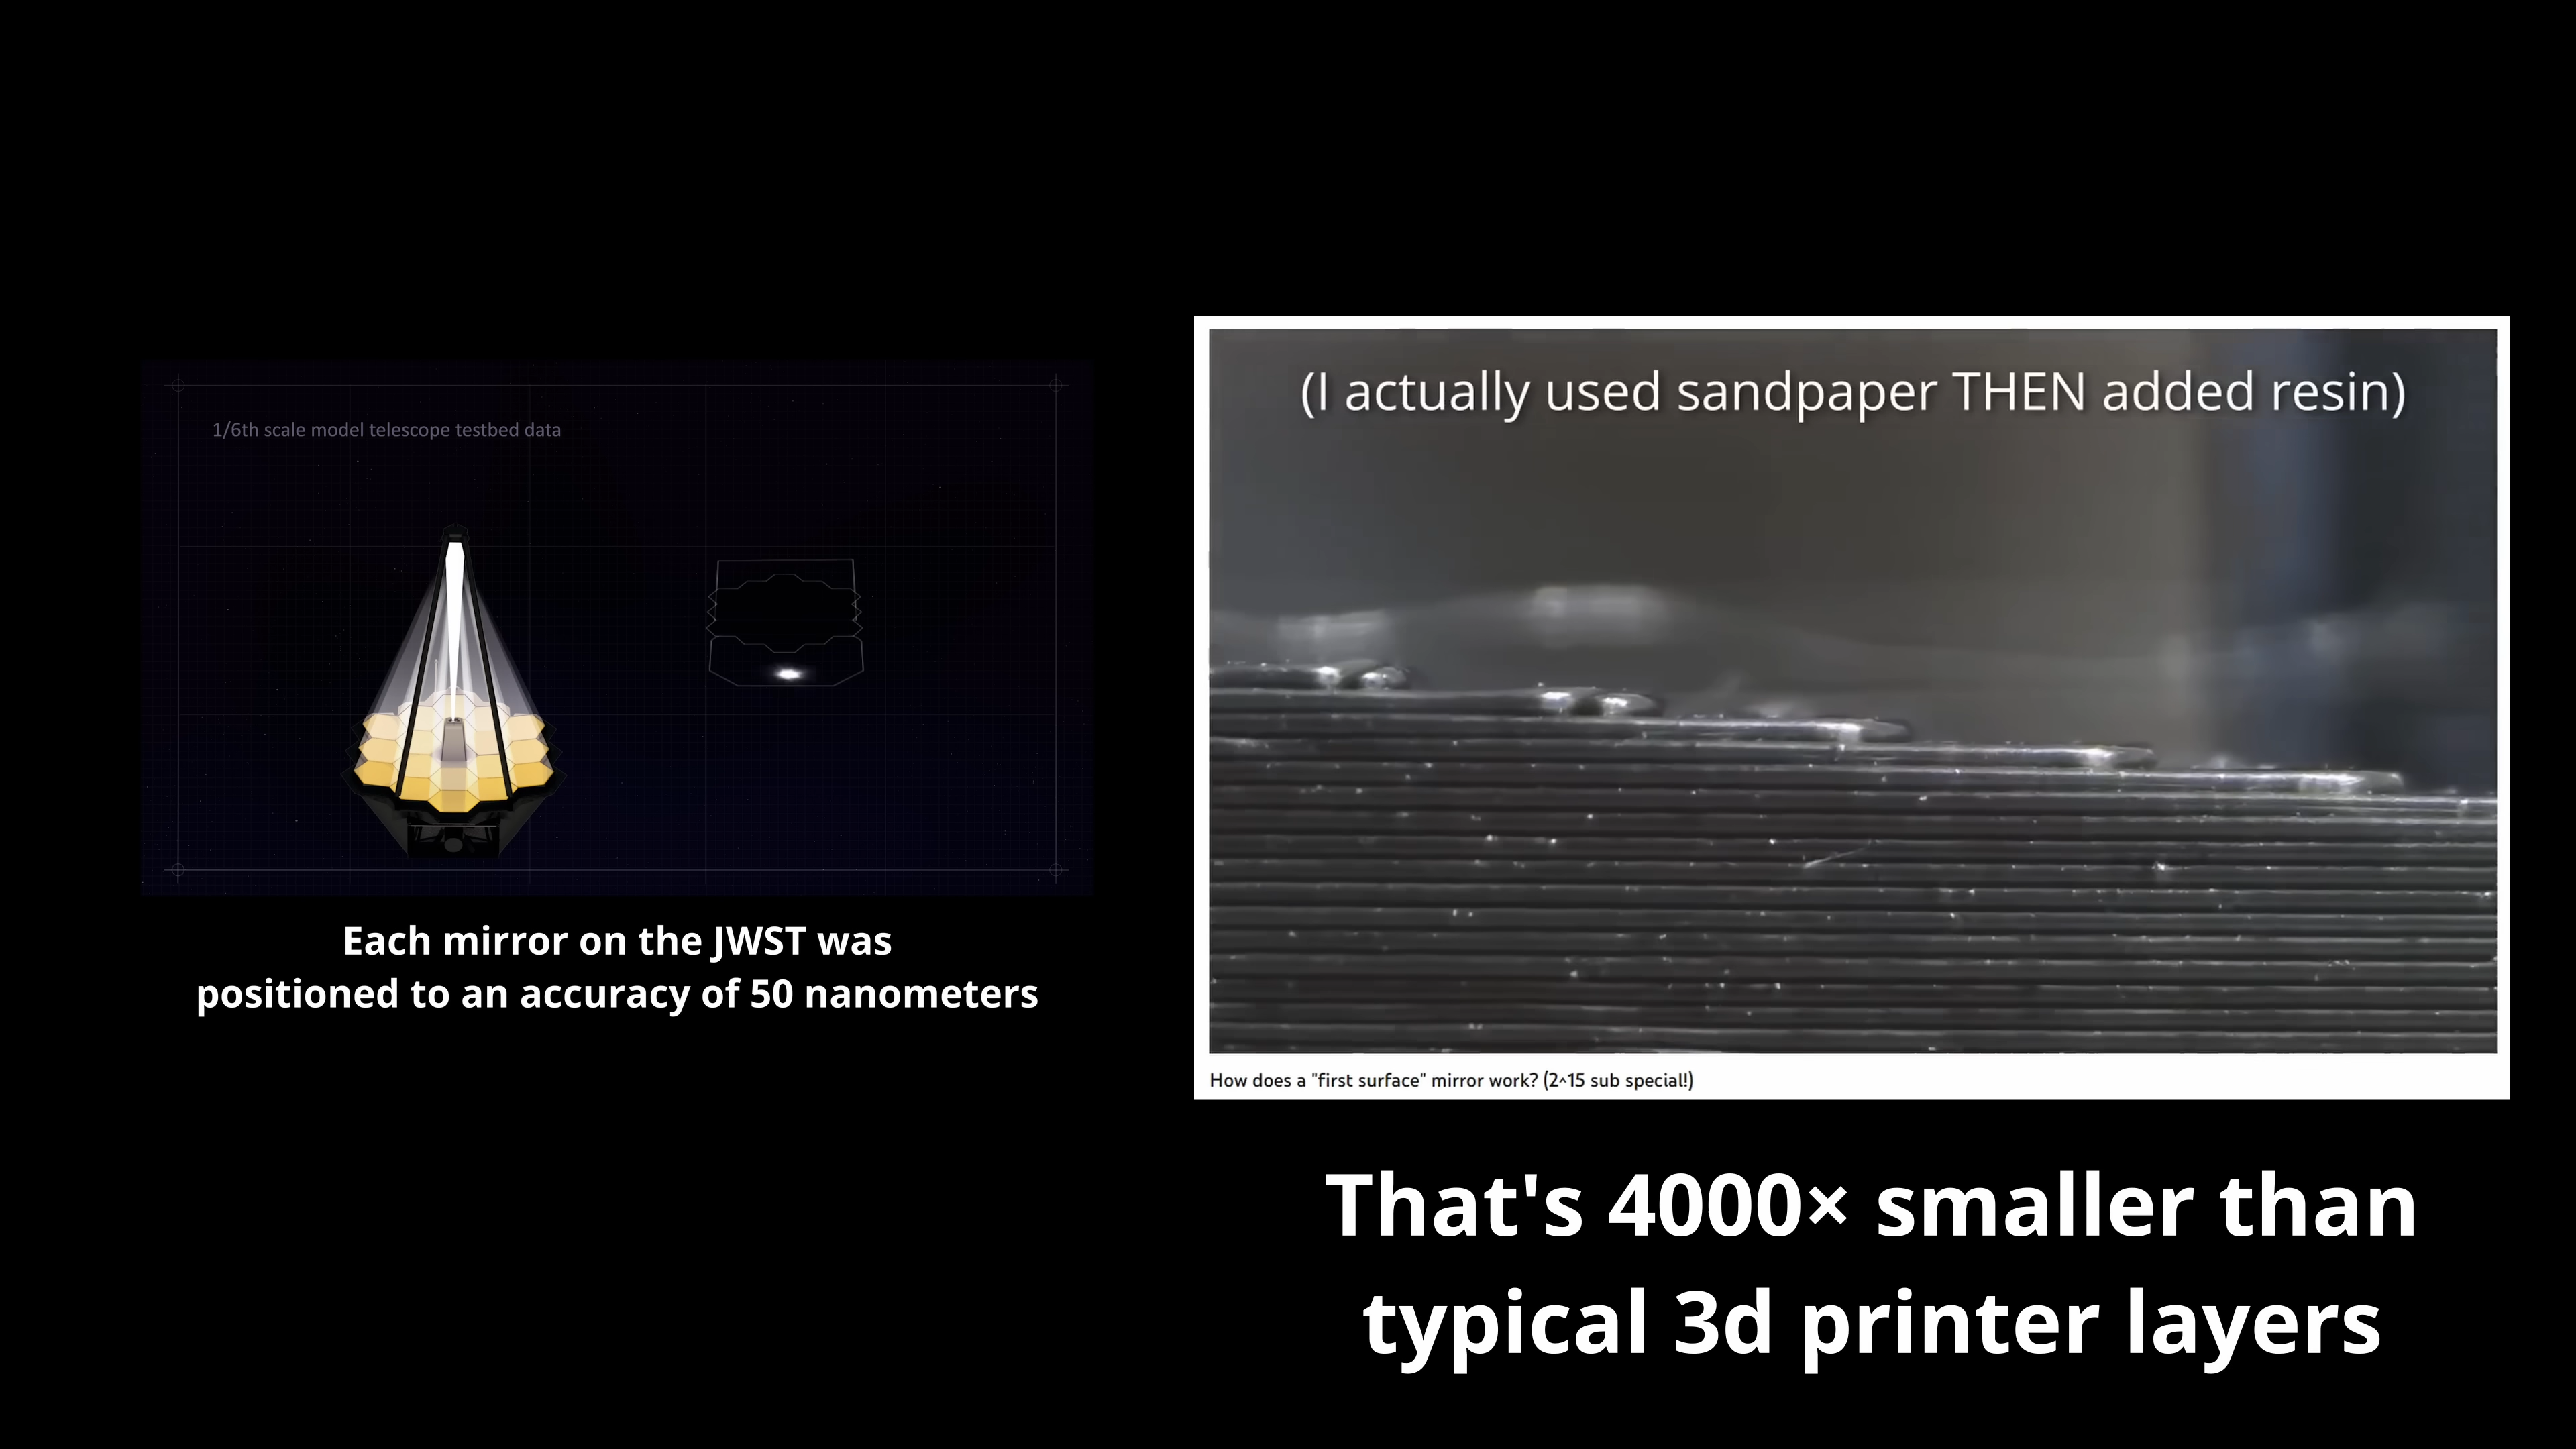 1/6th scale model telescope testbed data
Each mirror on the JWST was
positioned to an accuracy of 50 nanometers
(I actually used sandpaper THEN added resin)
How does a "first surface" mirror work? (2^15 sub special!)
That's 4000× smaller than
typical 3d printer layers